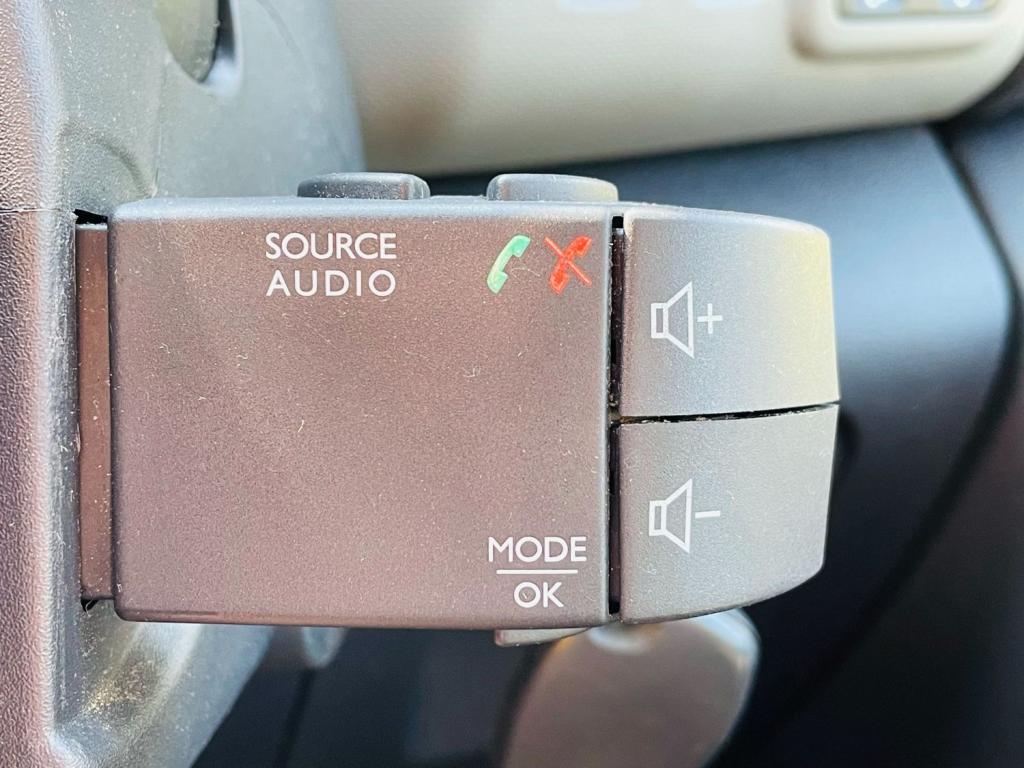 SOURCE
AUDIO
+
-
MODE
OK